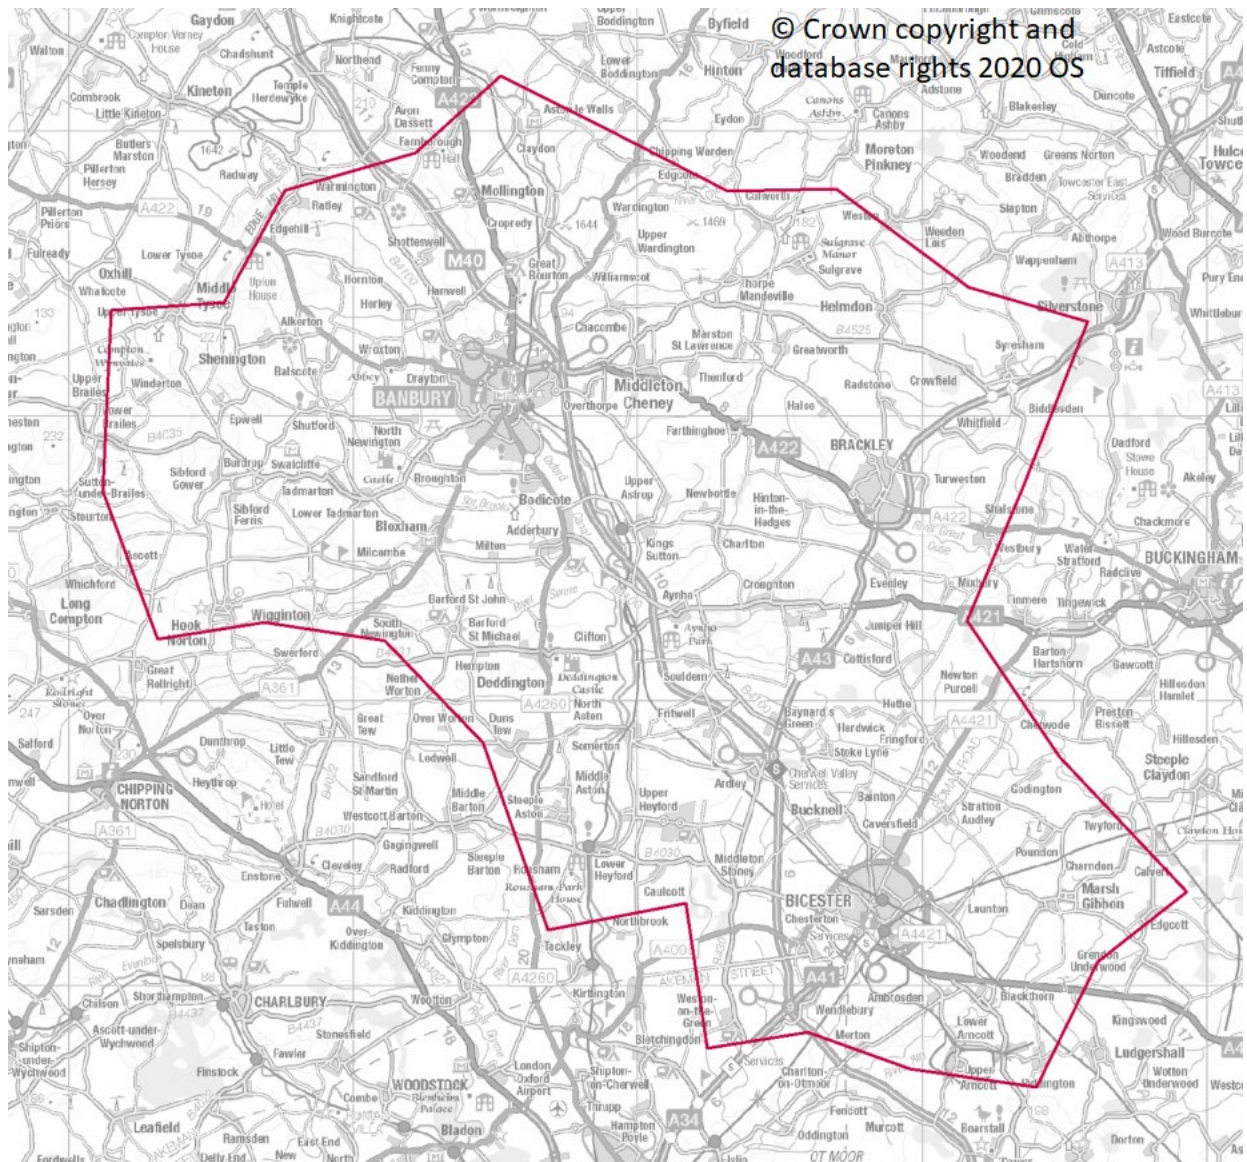 © Crown copyright and
database rights 2020 OS
Gaydon
Knightcote
Byfield
Eastcote
Walton
Compton Verney
House
Chadshunt
Northend
Fenny
Compton
Lower
Boddington
Hinton
Woodford
Adstone
Astcote
Tiffield
Combrook
Kineton
Temple
Herdewyke
Little Kineton
Avon
Dassett
Farnborough
Hall
A423
Aston le Walls
Eydon
Canons
Ashby
Canons
Ashby
Blakesley
Duncote
Butlers
Marston
Pillerton
Hersey
Radway
Warmington
Ratley
Claydon
Mollington
Chipping Warden
Edgcote
Culworth
Moreton
Pinkney
Woodend
Greens Norton
Bradden
Towcester East
Services
Slapton
Pillerton
Priors
A422
Edgehill
EDGE HILL
Cropredy
Wardington
Upper
Wardington
Weston
Weedon
Lois
Abthorpe
Wood Burcote
Fulready
Lower Tysoe
Oxhill
Whatcote
Upton
House
Shotteswell
Hornton
Horley
Hanwell
M40
B4100
Great
Bourton
Williamscot
Thorpe
Mandeville
Sulgrave
Manor
Sulgrave
Wappenham
A413
Silverstone
Whittlebury
Middle
Tysoe
Upper Tysoe
Compton
Wynyates
Shenington
Alkerton
Balscote
Wroxton
Abbey
Drayton
BANBURY
Chacombe
Marston
St Lawrence
Helmdon
B4525
Greatworth
Syresham
Upper
Brailes
Winderton
Lower
Brailes
B4035
Epwell
Shutford
North
Newington
Overthorpe
Middleton
Cheney
Thenford
Radstone
Crowfield
Halse
Biddlesden
A413
Farthinghoe
A422
BRACKLEY
Whitfield
Dadford
Stowe
House
Akeley
Sutton-
under-Brailes
Stourton
Sibford
Gower
Burdrop
Swalcliffe
Tadmarton
Castle
Broughton
Sibford
Ferris
Lower Tadmarton
Bloxham
Bodicote
Adderbury
Upper
Astrop
Newbottle
Hinton-
in-the-
Hedges
Turweston
A422
Shalstone
Chackmore
Ascott
Whichford
Long
Compton
Milcombe
Milton
Kings
Sutton
Charlton
Westbury
Water
Stratford
Radclive
BUCKINGHAM
Hook
Norton
Wigginton
South
Newington
Barford St John
Barford
St Michael
Clifton
Aynho
Croughton
Evenley
Mixbury
Finmere
Tingewick
Swerford
Aynho
Park
Juniper Hill
A421
Barton
Hartshorn
Gawcott
Great
Rollright
Rollright
Stones
A361
Nether
Worton
Hempton
Deddington
Deddington
Castle
Souldern
A43
Cottisford
Newton
Purcell
Hillesden
Hamlet
Over
Norton
Salford
Great
Tew
Over Worton
Duns
Tew
A4260
North
Aston
Fritwell
Baynard's
Green
Hardwick
Hethe
Fringford
A4421
Chetwode
Preston
Bissett
Hillesden
Dunthrop
Little
Tew
Ledwell
Somerton
Stoke Lyne
Cherwell Valley
Services
Steeple
Claydon
CHIPPING
NORTON
Heythrop
Hotel
Sandford
St Martin
Middle
Barton
Steeple
Aston
Middle
Aston
Upper
Heyford
Ardley
Bucknell
Bainton
Stratton
Audley
Godington
A361
Westcott Barton
B4030
B4022
Gagingwell
Caversfield
Twyford
Poundon
Charndon
Calvert
Cleveley
Radford
Steeple
Barton
Rousham
Rousham Park
House
Lower
Heyford
B4030
Middleton
Stoney
Caulcott
BICESTER
Chesterton
Launton
Marsh
Gibbon
Chadlington
Enstone
Dean
Fulwell
A44
Kiddington
Over
Kiddington
Glympton
Tackley
Northbrook
Services
A4421
Edgcott
Sarsden
Spelsbury
Taston
A4260
AKEMAN STREET
A41
Grendon
Underwood
Chilson
Shorthampton
B4437
CHARLBURY
B4437
Wootton
Kirtlington
Weston-
on-the-
Green
Wendlebury
Ambrosden
Blackthorn
Kingswood
Ascott-under-
Wychwood
Stonesfield
Bletchingdon
Merton
Lower
Arncott
Ludgershall
Shipton-
under-
Wychwood
Fawler
Finstock
WOODSTOCK
Blenheim
Palace
London
Oxford
Airport
Shipton-
on-Cherwell
Services
Charlton
-on-Otmoor
Upper
Arncott
Piddington
Wotton
Underwood
Combe
Thrupp
A34
Fencott
Murcott
Boarstall
Leafield
Ramsden
East End
Bladon
Hampton
Poyle
Oddington
OT MOOR
Dorton